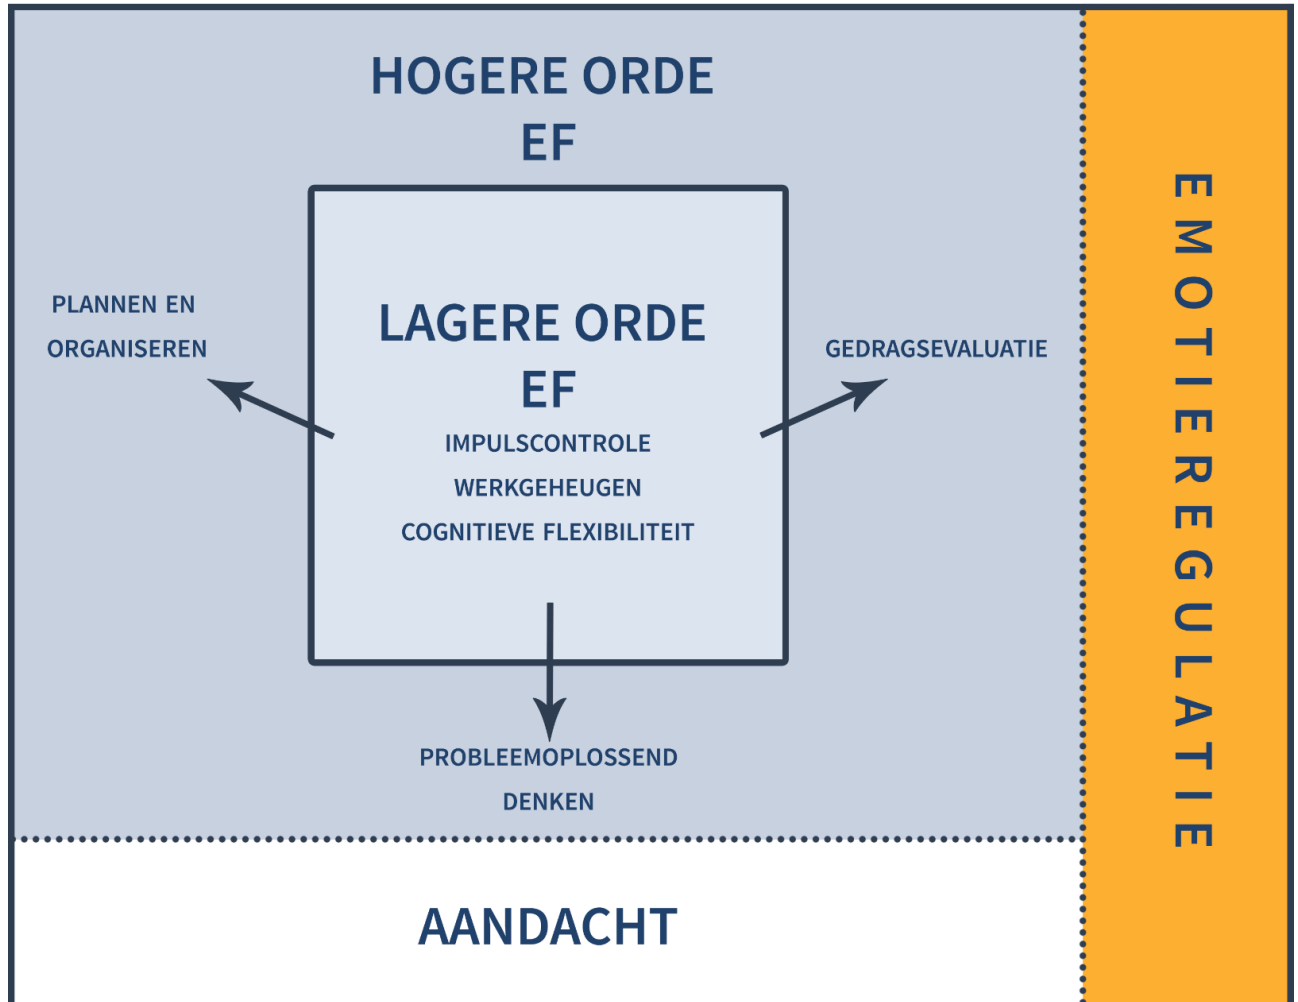 HOGERE ORDE
EF
PLANNEN EN
ORGANISEREN
LAGERE ORDE
EF
IMPULSCONTROLE
WERKGEHEUGEN
COGNITIEVE FLEXIBILITEIT
GEDRAGSEVALUATIE
PROBLEEMOPLOSSEND
DENKEN
AANDACHT
EMOTIEREGULATIE